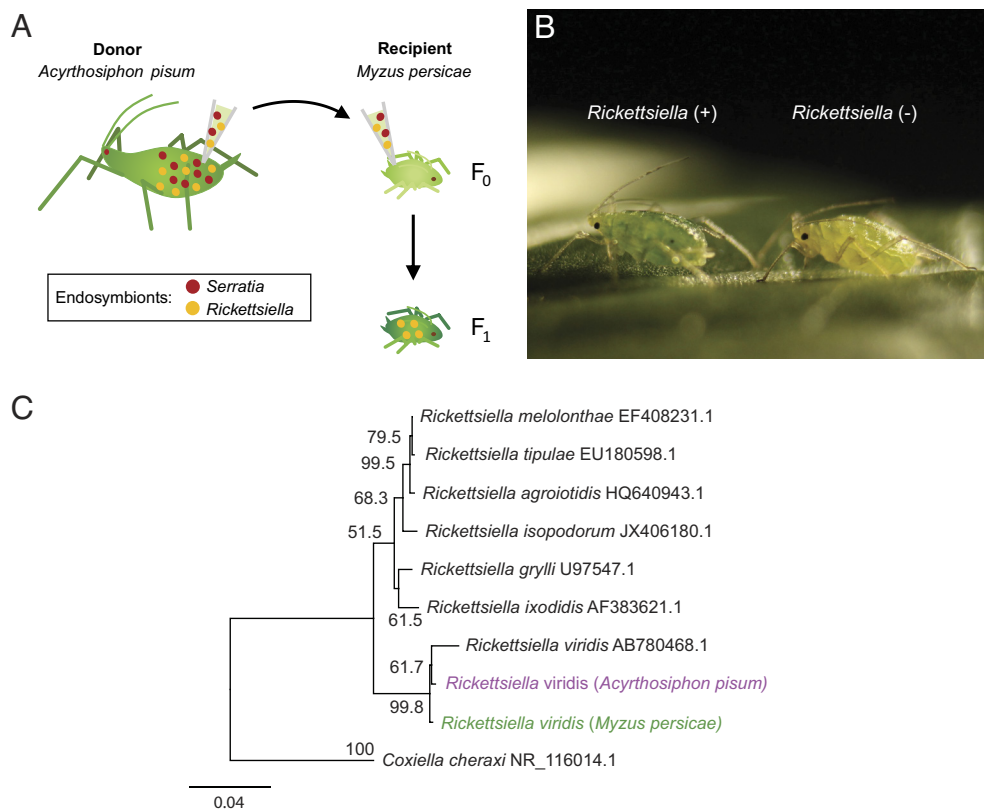 A
Donor
Acyrthosiphon pisum
Recipient
Myzus persicae
F0
F1
Endosymbionts:
Serratia
Rickettsiella
B
Rickettsiella (+)
Rickettsiella (-)
C
Rickettsiella melolonthae EF408231.1
79.5
Rickettsiella tipulae EU180598.1
99.5
Rickettsiella agroiotidis HQ640943.1
68.3
Rickettsiella isopodorum JX406180.1
51.5
Rickettsiella grylli U97547.1
Rickettsiella ixodidis AF383621.1
61.5
Rickettsiella viridis AB780468.1
61.7
Rickettsiella viridis (Acyrthosiphon pisum)
99.8
Rickettsiella viridis (Myzus persicae)
100
Coxiella cheraxi NR_116014.1
0.04